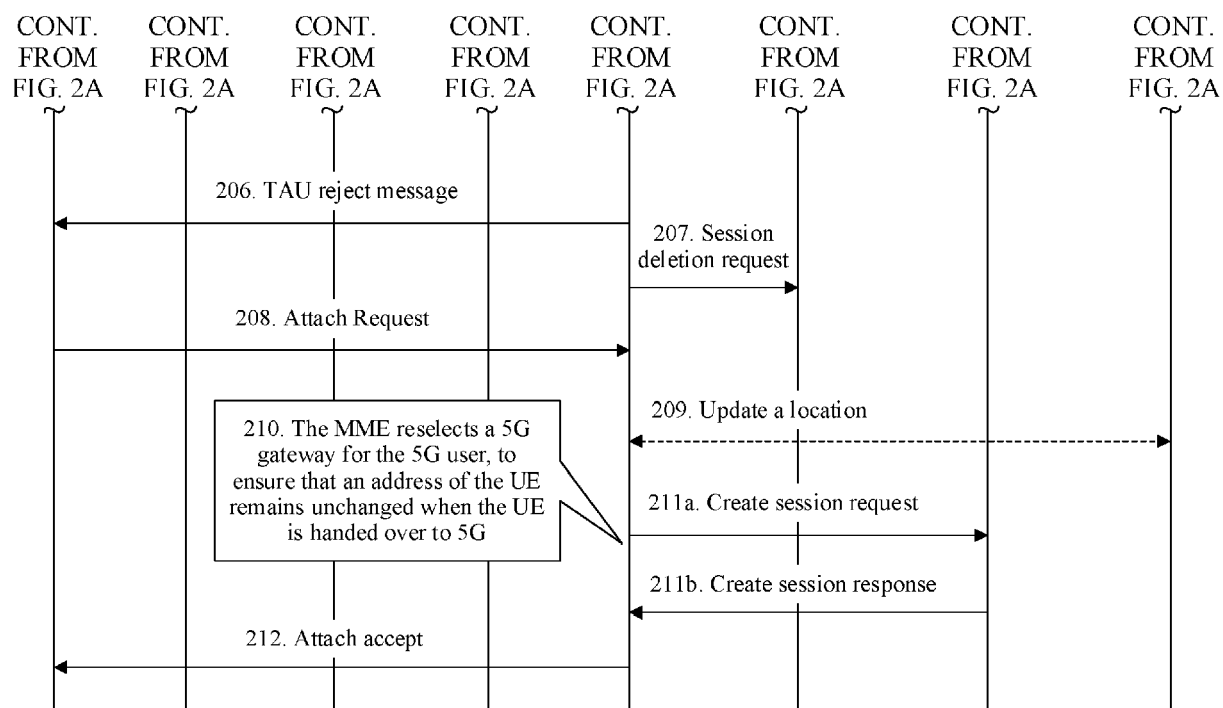 CONT. FROM FIG. 2A
CONT. FROM FIG. 2A
CONT. FROM FIG. 2A
CONT. FROM FIG. 2A
CONT. FROM FIG. 2A
CONT. FROM FIG. 2A
CONT. FROM FIG. 2A
CONT. FROM FIG. 2A
206. TAU reject message
207. Session
deletion request
208. Attach Request
209. Update a location
210. The MME reselects a 5G
gateway for the 5G user, to
ensure that an address of the UE
remains unchanged when the UE
is handed over to 5G
211a. Create session request
211b. Create session response
212. Attach accept